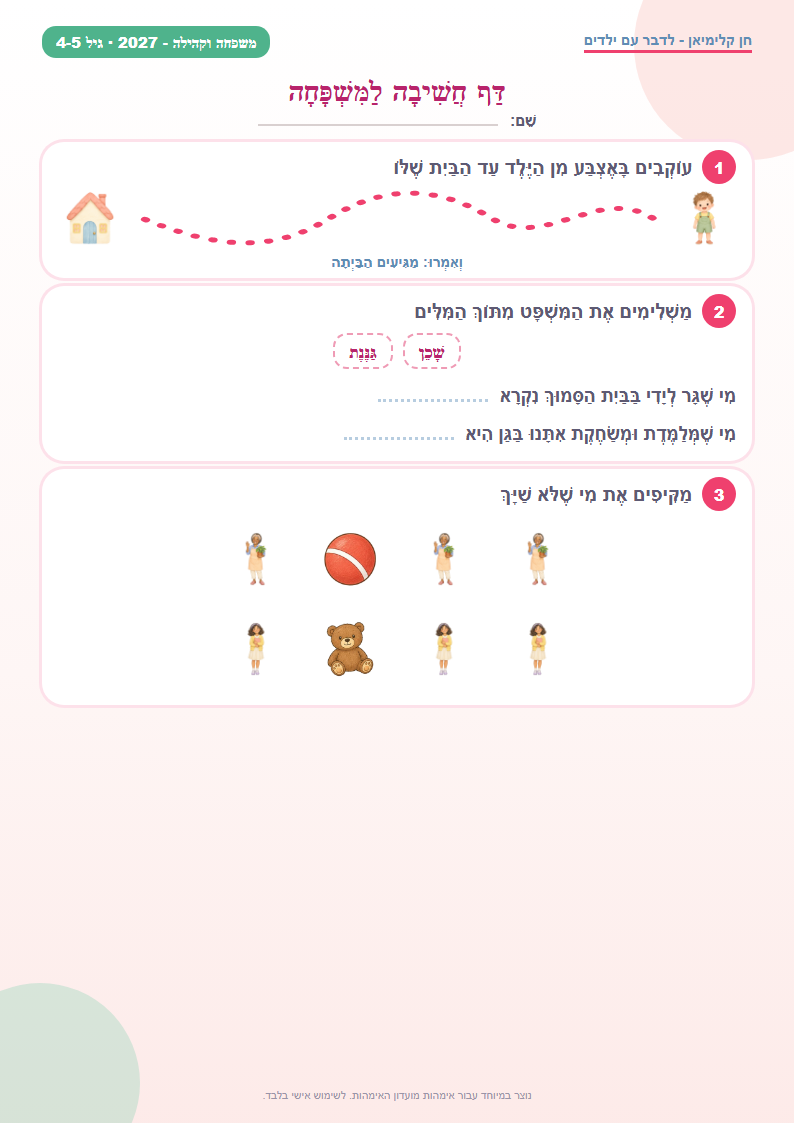 חן קלימיאן - לדבר עם ילדים
משפחה וקהילה - 2027 · גיל 4-5
דַּף חֲשִׁיבָה לַמִּשְׁפָּחָה
שֵׁם:
1
עוֹקְבִים בָּאֶצְבַּע מִן הַיֶּלֶד עַד הַבַּיִת שֶׁלּוֹ
וְאִמְרוּ: מַגִּיעִים הַבַּיְתָה
2
מַשְׁלִימִים אֶת הַמִּשְׁפָּט מִתּוֹךְ הַמִּלִּים
שָׁכֵן
גַּנֶּנֶת
מִי שֶׁגָּר לְיָדִי בַּבַּיִת הַסָּמוּךְ נִקְרָא
מִי שֶׁמְּלַמֶּדֶת וּמְשַׂחֶקֶת אִתָּנוּ בַּגַּן הִיא
3
מַקִּיפִים אֶת מִי שֶׁלֹּא שַׁיָּךְ
נוצר במיוחד עבור אימהות מועדון האימהות. לשימוש אישי בלבד.